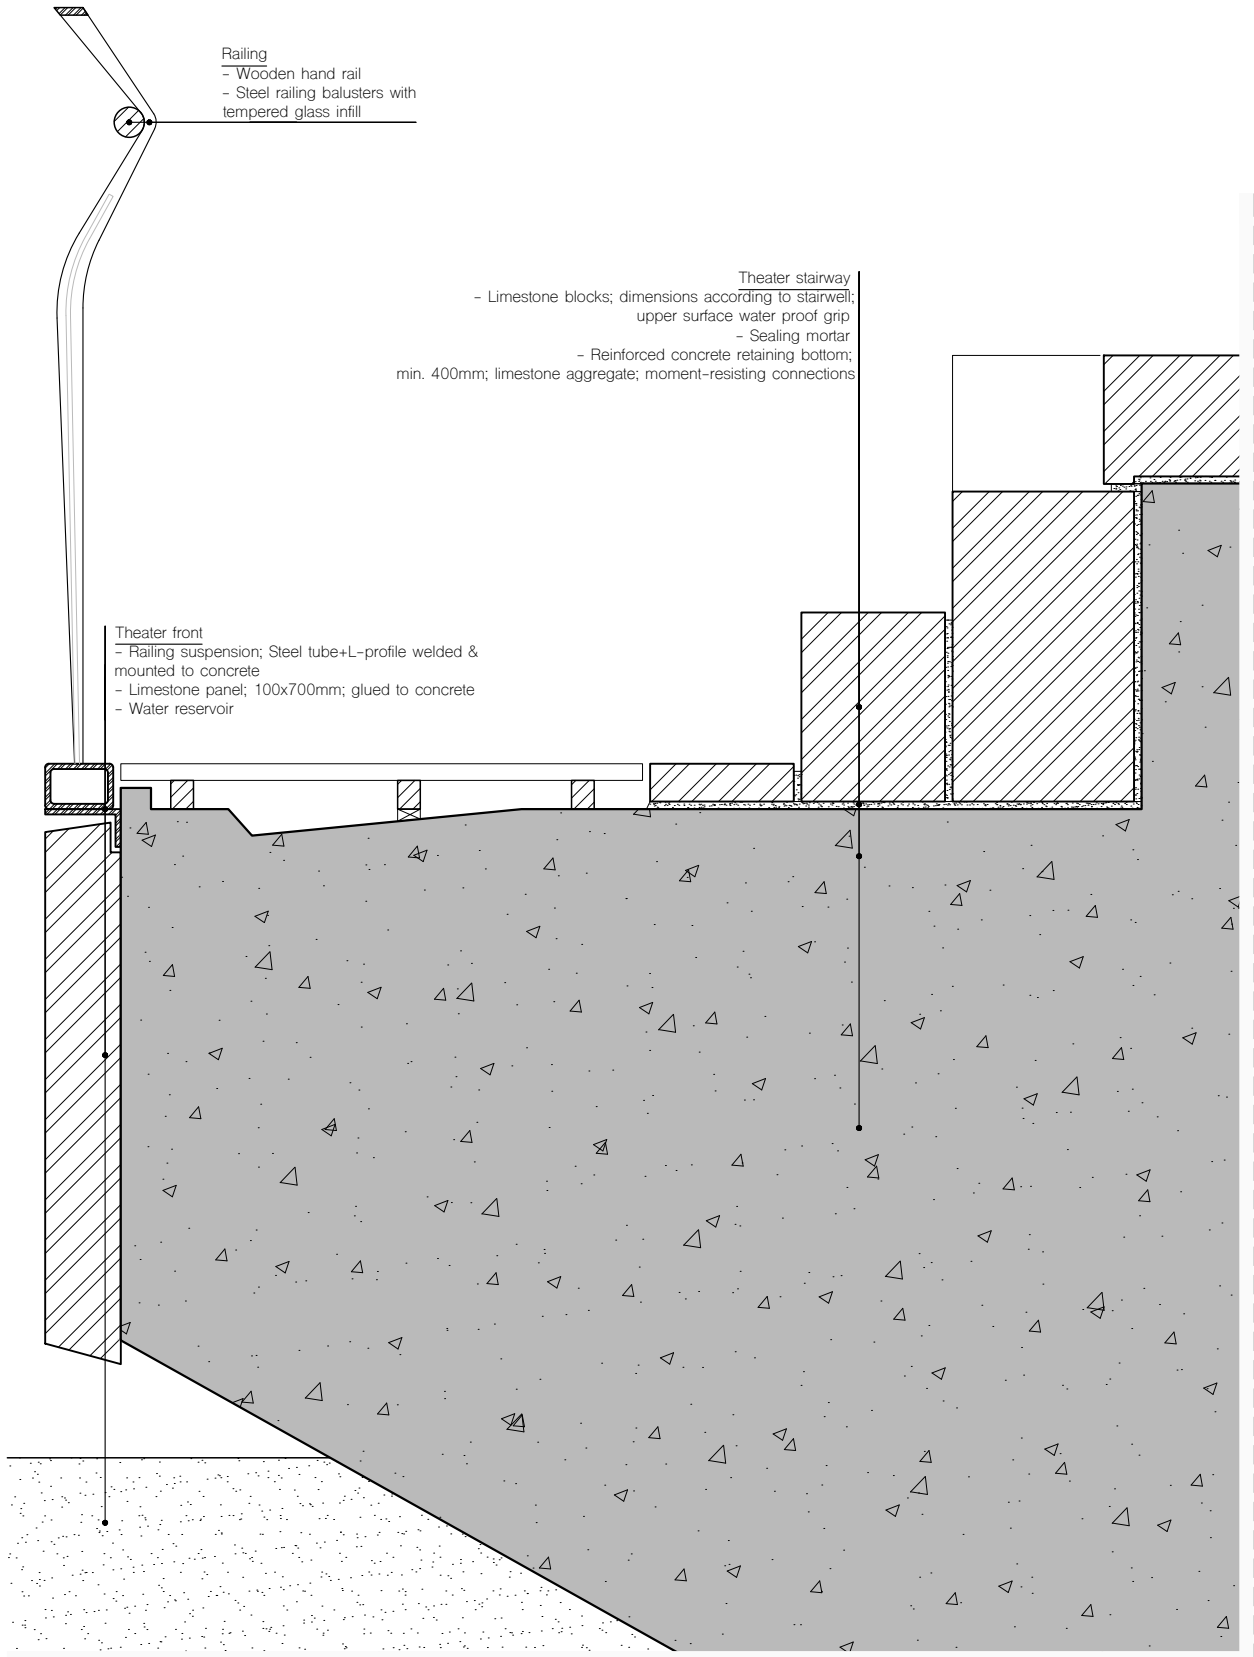 Railing
- Wooden hand rail
- Steel railing balusters with
tempered glass infill
Theater stairway
- Limestone blocks; dimensions according to stairwell;
upper surface water proof grip
- Sealing mortar
- Reinforced concrete retaining bottom;
min. 400mm; limestone aggregate; moment-resisting connections
Theater front
- Railing suspension; Steel tube+L-profile welded &
mounted to concrete
- Limestone panel; 100x700mm; glued to concrete
- Water reservoir